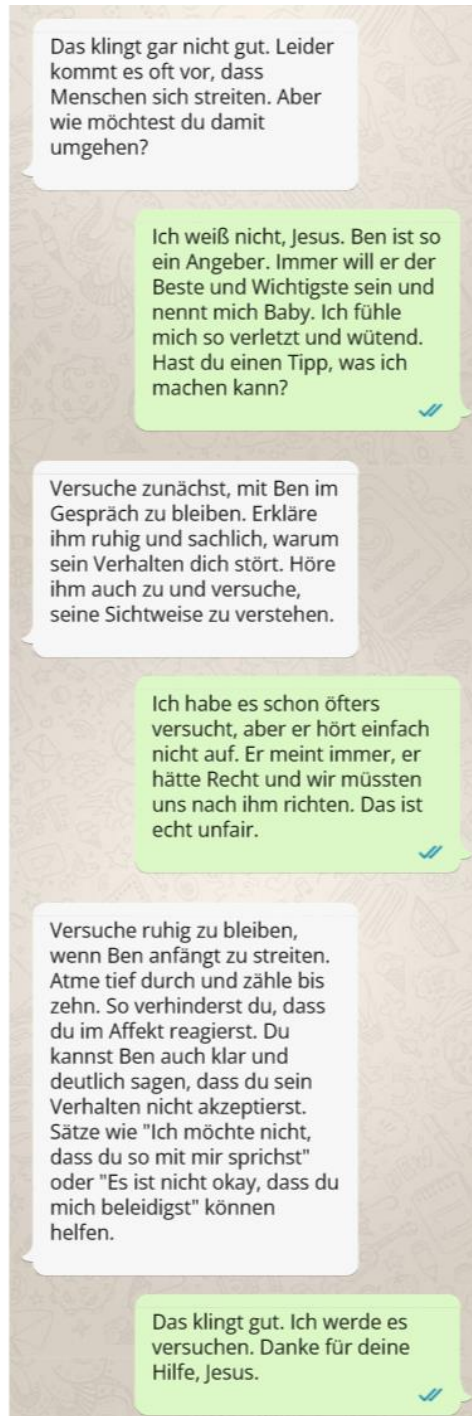 Das klingt gar nicht gut. Leider
kommt es oft vor, dass
Menschen sich streiten. Aber
wie möchtest du damit
umgehen?
Ich weiß nicht, Jesus. Ben ist so
ein Angeber. Immer will er der
Beste und Wichtigste sein und
nennt mich Baby. Ich fühle
mich so verletzt und wütend.
Hast du einen Tipp, was ich
machen kann?
Versuche zunächst, mit Ben im
Gespräch zu bleiben. Erkläre
ihm ruhig und sachlich, warum
sein Verhalten dich stört. Höre
ihm auch zu und versuche,
seine Sichtweise zu verstehen.
Ich habe es schon öfters
versucht, aber er hört einfach
nicht auf. Er meint immer, er
hätte Recht und wir müssten
uns nach ihm richten. Das ist
echt unfair.
Versuche ruhig zu bleiben,
wenn Ben anfängt zu streiten.
Atme tief durch und zähle bis
zehn. So verhinderst du, dass
du im Affekt reagierst. Du
kannst Ben auch klar und
deutlich sagen, dass du sein
Verhalten nicht akzeptierst.
Sätze wie "Ich möchte nicht,
dass du so mit mir sprichst"
oder "Es ist nicht okay, dass du
mich beleidigst" können
helfen.
Das klingt gut. Ich werde es
versuchen. Danke für deine
Hilfe, Jesus.